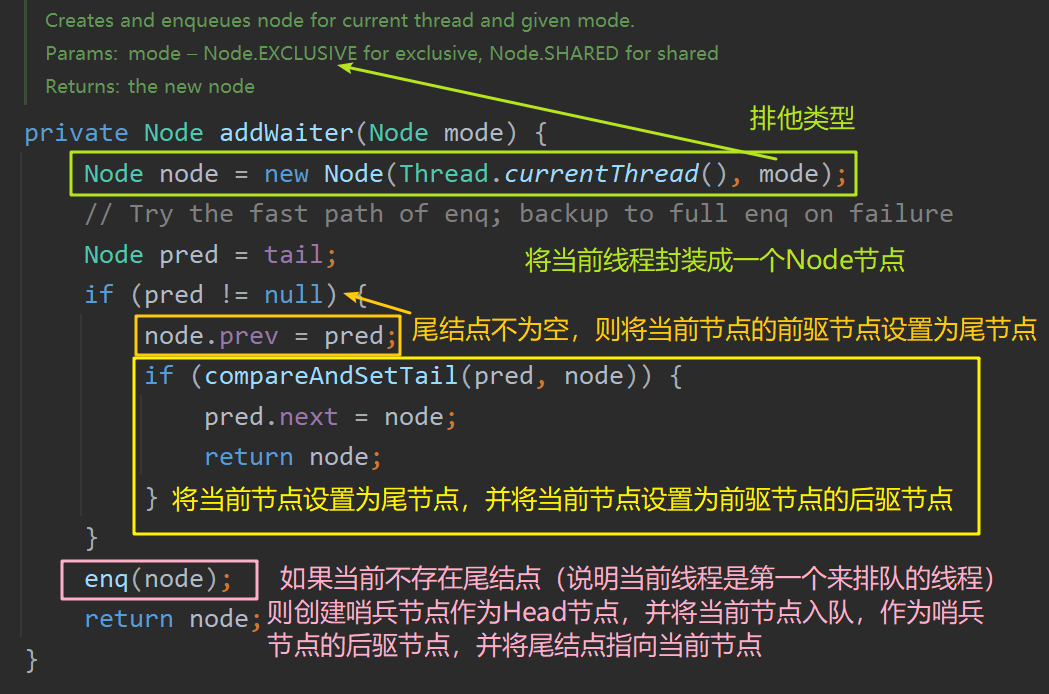 Creates and enqueues node for current thread and given mode.
Params: mode – Node.EXCLUSIVE for exclusive, Node.SHARED for shared
Returns: the new node
排他类型
private Node addWaiter(Node mode) {
Node node = new Node(Thread.currentThread(), mode);
// Try the fast path of enq; backup to full enq on failure
Node pred = tail;
将当前线程封装成一个Node节点
if (pred != null) {
尾结点不为空，则将当前节点的前驱节点设置为尾节点
node.prev = pred;
if (compareAndSetTail(pred, node)) {
pred.next = node;
return node;
}
将当前节点设置为尾节点，并将当前节点设置为前驱节点的后驱节点
}
enq(node);
如果当前不存在尾结点（说明当前线程是第一个来排队的线程）
return node;
则创建哨兵节点作为Head节点，并将当前节点入队，作为哨兵
节点的后驱节点，并将尾结点指向当前节点
}